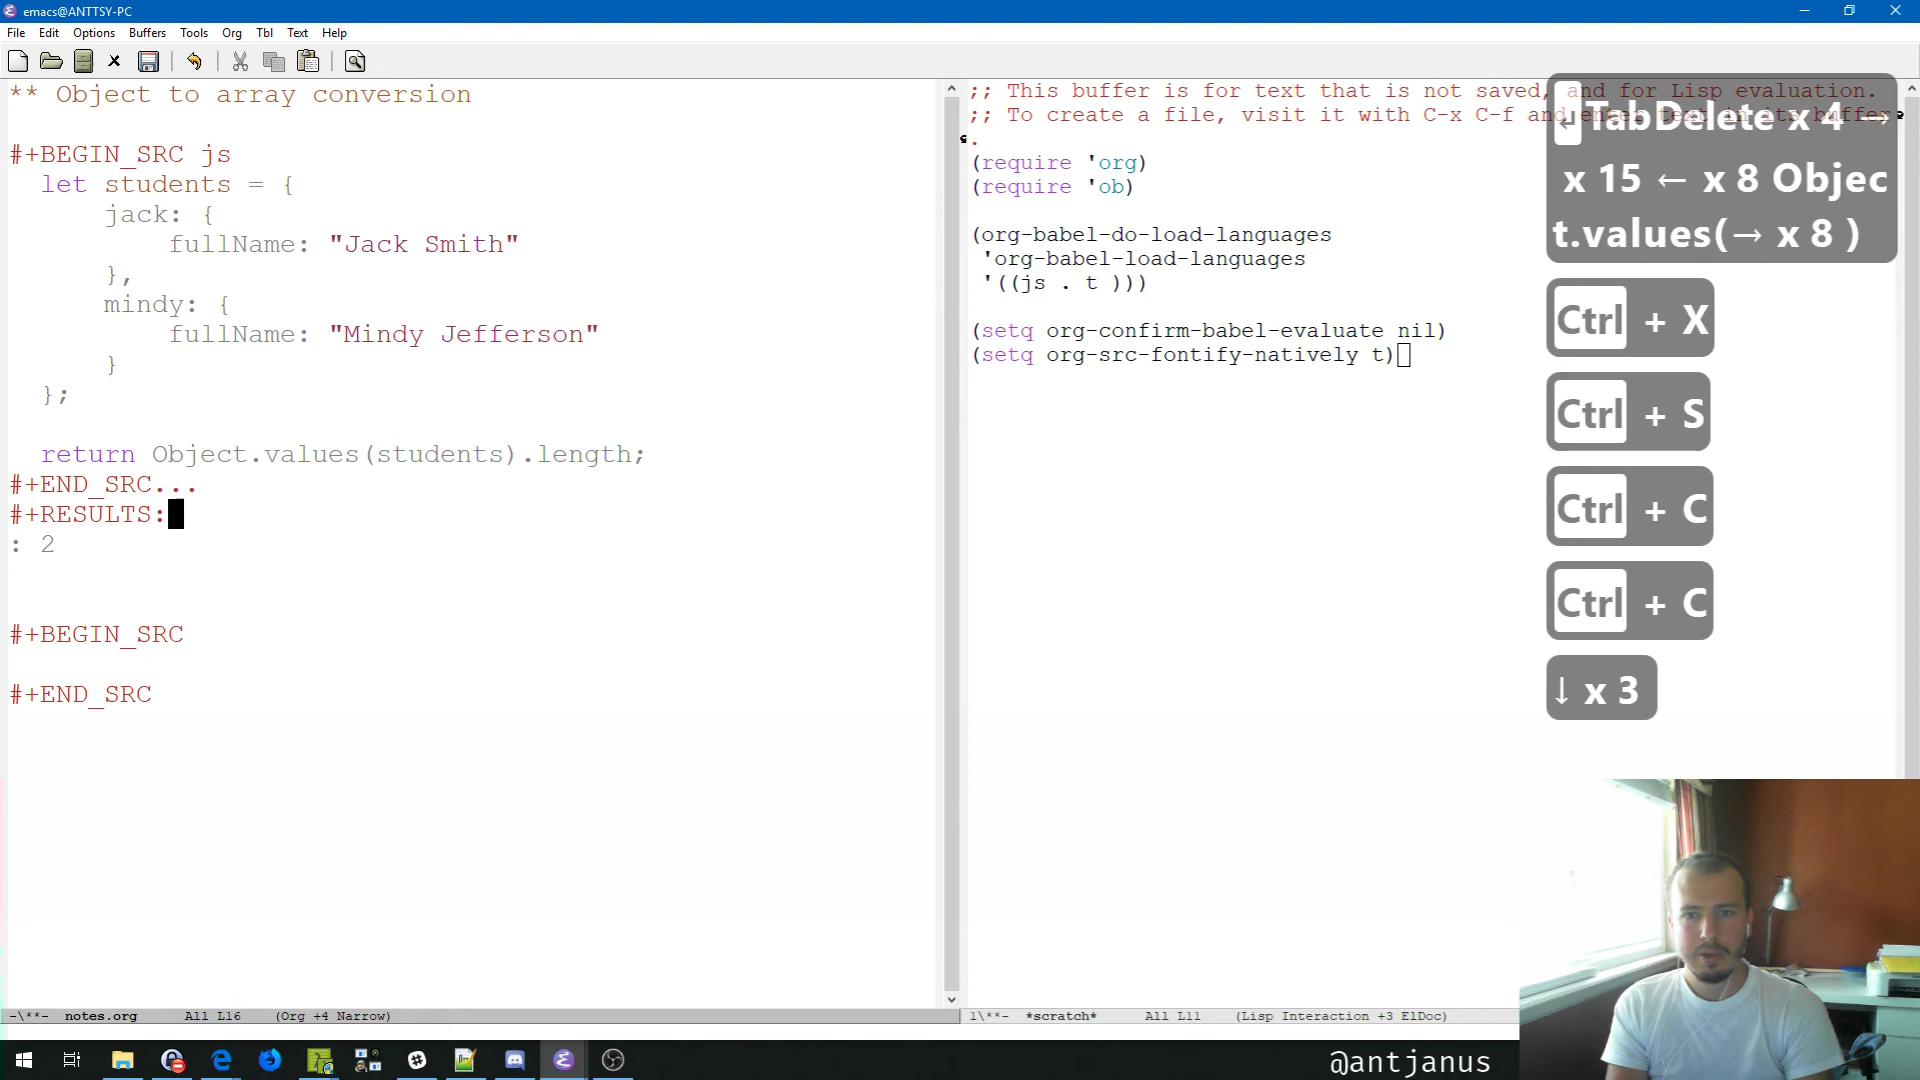 emacs@ANTTSY-PC
File Edit Options Buffers Tools Org Tbl Text Help
** Object to array conversion
#+BEGIN_SRC js
let students = {
jack: {
fullName: "Jack Smith"
},
mindy: {
fullName: "Mindy Jefferson"
}
};
return Object.values(students).length;
#+END_SRC...
#+RESULTS:
: 2
#+BEGIN_SRC
#+END_SRC
-\**- notes.org All L16 (Org +4 Narrow)
;; This buffer is for text that is not saved, and for Lisp evaluation.
;; To create a file, visit it with C-x C-f and enter text in its buffer
.
(require 'org)
(require 'ob)
(org-babel-do-load-languages
'org-babel-load-languages
'((js . t )))
(setq org-confirm-babel-evaluate nil)
(setq org-src-fontify-natively t)
1\**- *scratch* All L11 (Lisp Interaction +3 ElDoc)
↵ Tab Delete x 4 →
x 15 ← x 8 Objec
t.values(→ x 8 )
Ctrl + X
Ctrl + S
Ctrl + C
Ctrl + C
↓ x 3
@antjanus